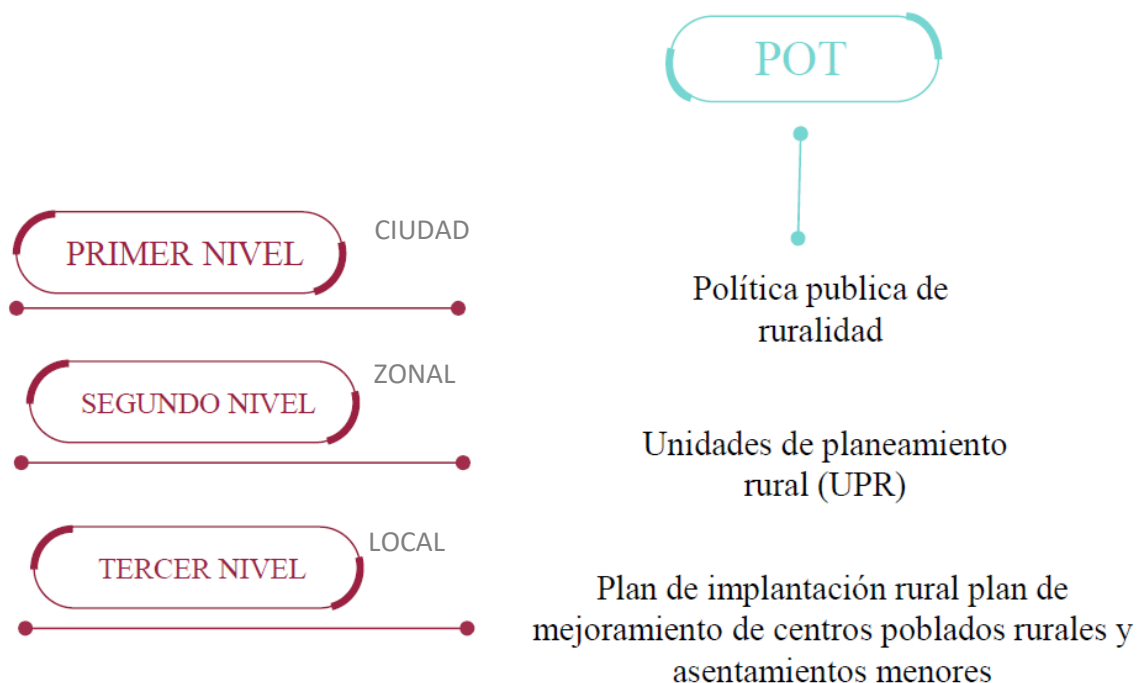 POT
PRIMER NIVEL
CIUDAD
Política publica de
ruralidad
SEGUNDO NIVEL
ZONAL
Unidades de planeamiento
rural (UPR)
TERCER NIVEL
LOCAL
Plan de implantación rural plan de
mejoramiento de centros poblados rurales y
asentamientos menores